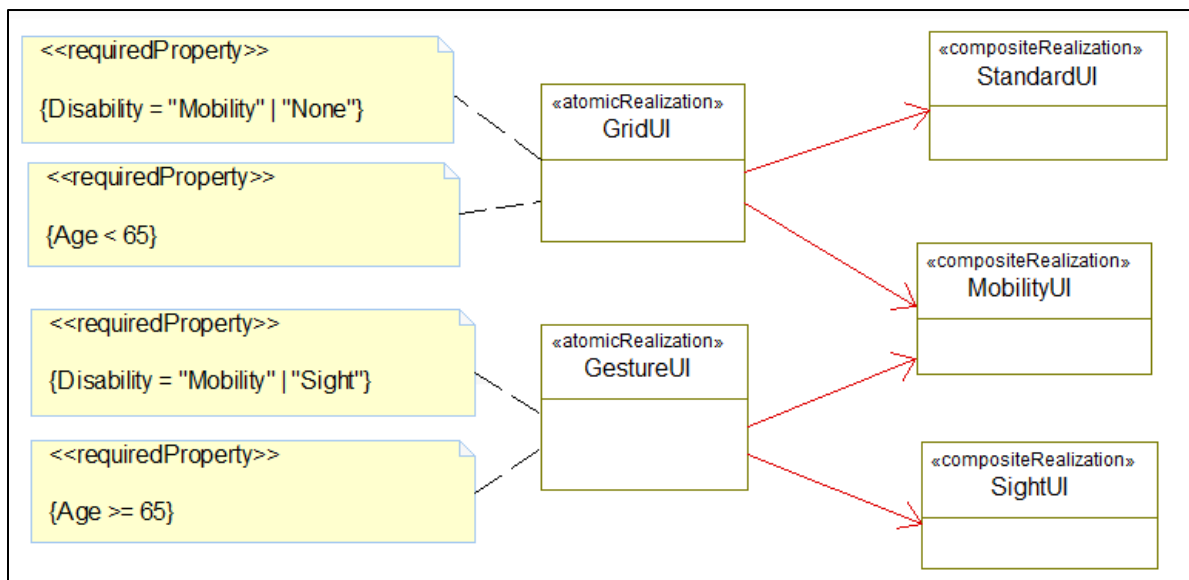 <<requiredProperty>>
{Disability = "Mobility" | "None"}
<<requiredProperty>>
{Age < 65}
<<requiredProperty>>
{Disability = "Mobility" | "Sight"}
<<requiredProperty>>
{Age >= 65}
«atomicRealization»
GridUI
«atomicRealization»
GestureUI
«compositeRealization»
StandardUI
«compositeRealization»
MobilityUI
«compositeRealization»
SightUI